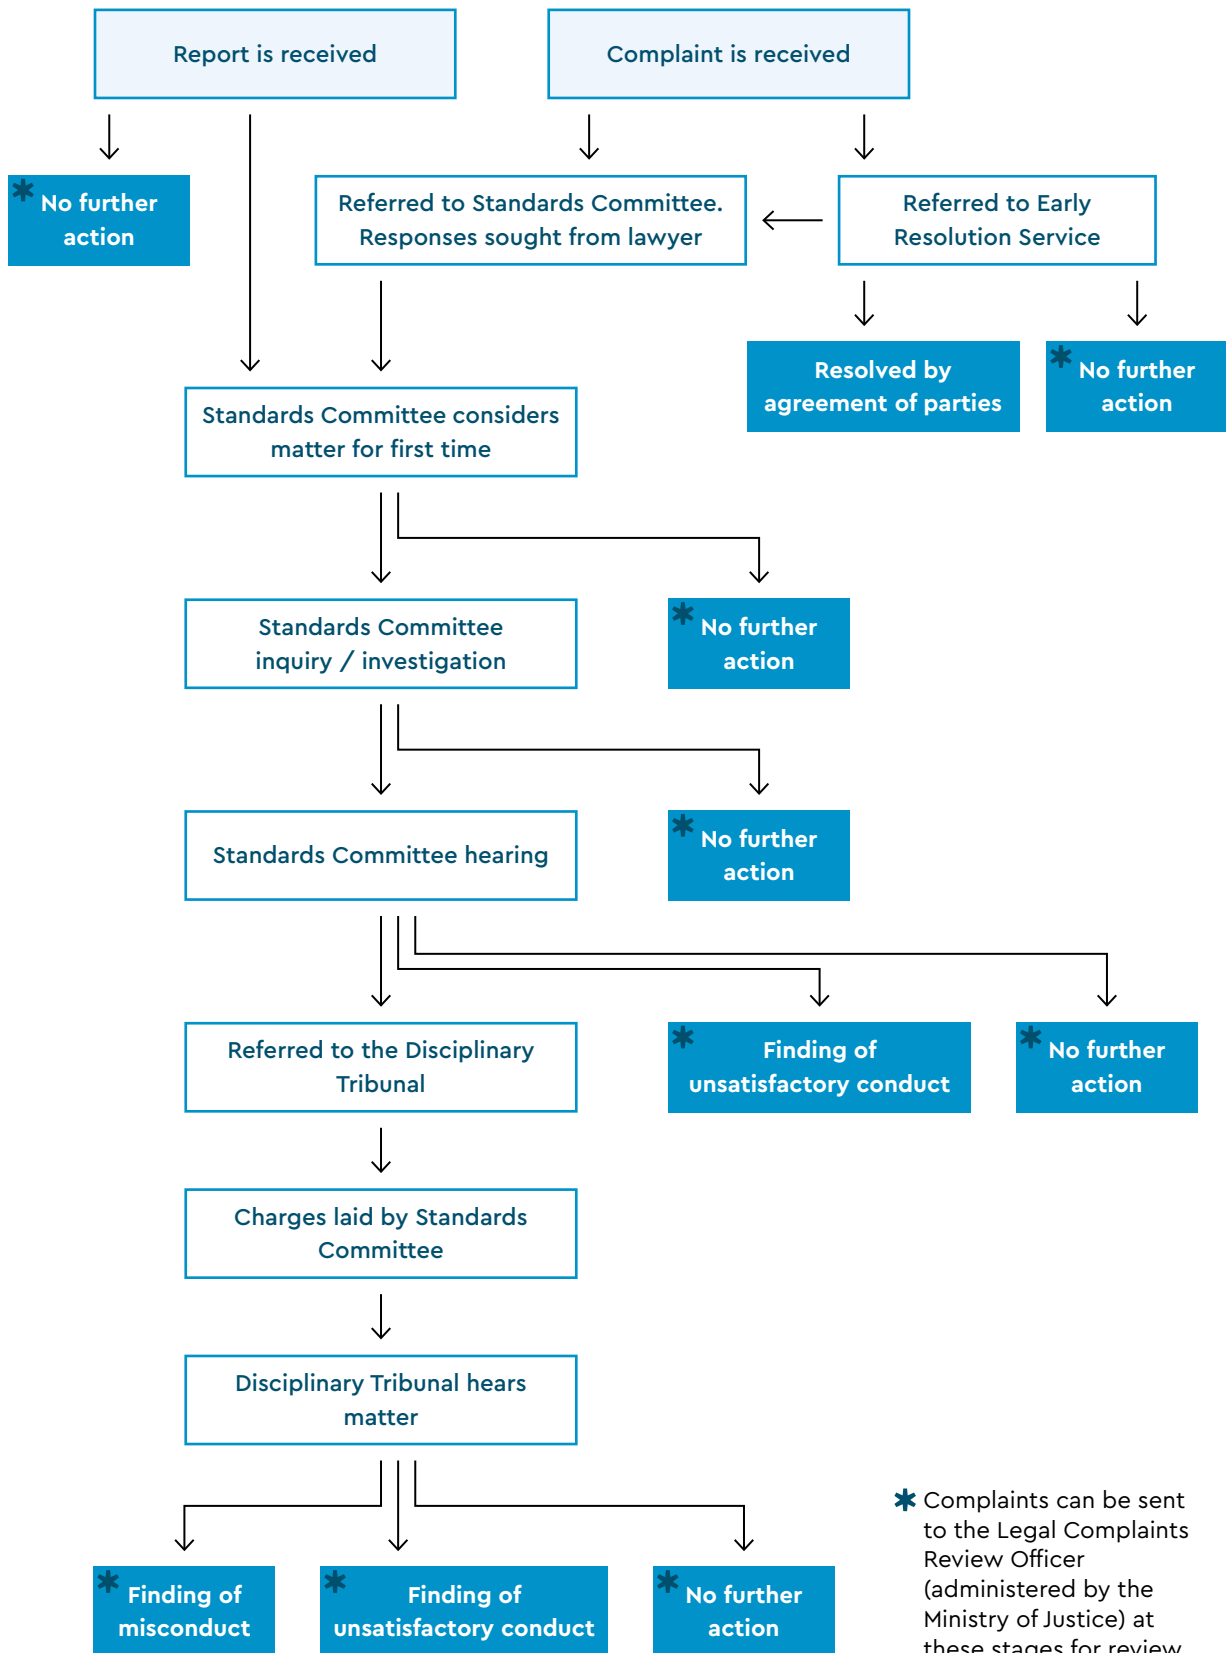 Report is received
Complaint is received
No further
action
Referred to Standards Committee.
Responses sought from lawyer
Referred to Early
Resolution Service
Resolved by
agreement of parties
No further
action
Standards Committee considers
matter for first time
Standards Committee
inquiry / investigation
No further
action
Standards Committee hearing
No further
action
Referred to the Disciplinary
Tribunal
Finding of
unsatisfactory conduct
No further
action
Charges laid by Standards
Committee
Disciplinary Tribunal hears
matter
Finding of
misconduct
Finding of
unsatisfactory conduct
No further
action
Complaints can be sent
to the Legal Complaints
Review Officer
(administered by the
Ministry of Justice) at
these stages for review